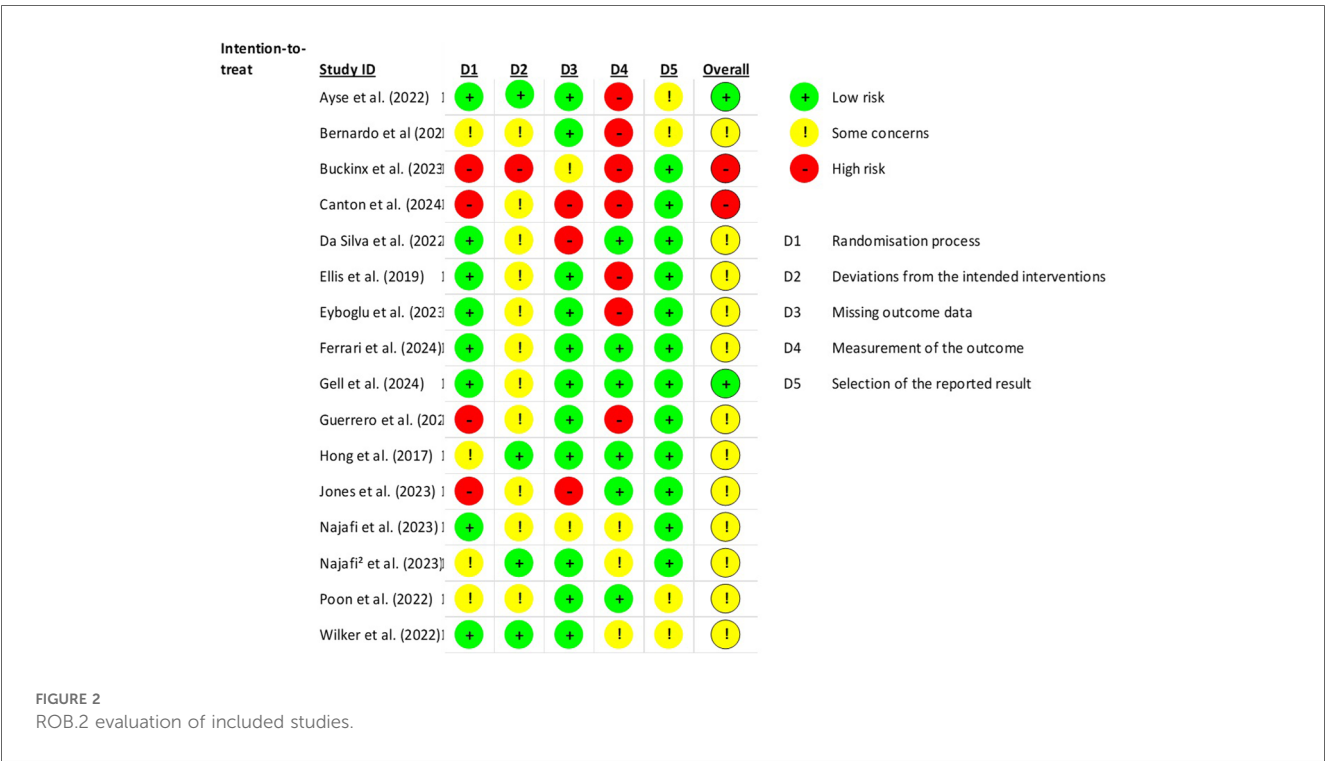 Intention-to-
treat Study ID D1 D2 D3 D4 D5 Overall
Ayse et al. (2022) + + + - ! + + Low risk
Bernardo et al (202 ! ! + - ! ! ! Some concerns
Buckinx et al. (2023 - - ! - + - - High risk
Canton et al. (2024 - ! - - + -
Da Silva et al. (2022 + ! - + + ! D1 Randomisation process
Ellis et al. (2019) + ! + - + ! D2 Deviations from the intended interventions
Eyboglu et al. (2023 + ! + - + ! D3 Missing outcome data
Ferrari et al. (2024) + ! + + + ! D4 Measurement of the outcome
Gell et al. (2024) + ! + + + + D5 Selection of the reported result
Guerrero et al. (202 - ! + - + !
Hong et al. (2017) ! + + + + !
Jones et al. (2023) - ! - + + !
Najafi et al. (2023) + ! ! ! + !
Najafi² et al. (2023) ! + + ! + !
Poon et al. (2022) ! ! + + ! !
Wilker et al. (2022) + + + ! ! !
FIGURE 2
ROB.2 evaluation of included studies.